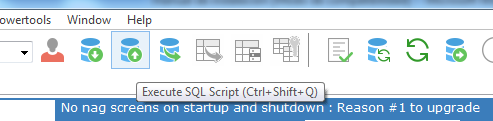 owertools Window Tools Help
Execute SQL Script (Ctrl+Shift+Q)
No nag screens on startup and shutdown : Reason #1 to upgrade